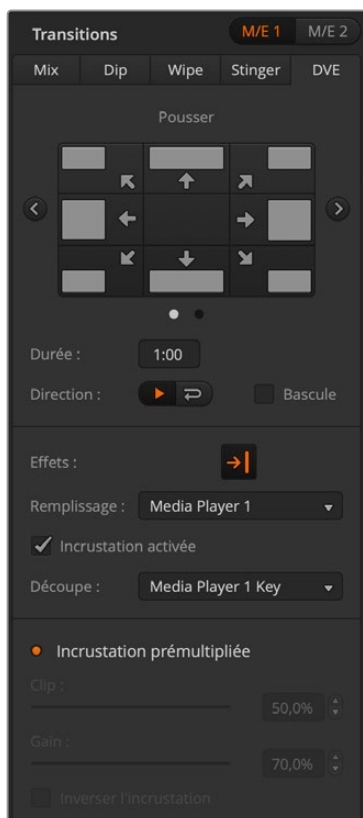 Transitions M/E 1 M/E 2
Mix Dip Wipe Stinger DVE
Pousser
Durée : 1:00
Direction : Bascule
Effets :
Remplissage : Media Player 1
Incrustation activée
Découpe : Media Player 1 Key
Incrustation prémultipliée
Clip :
50,0%
Gain :
70,0%
Inverser l'incrustation